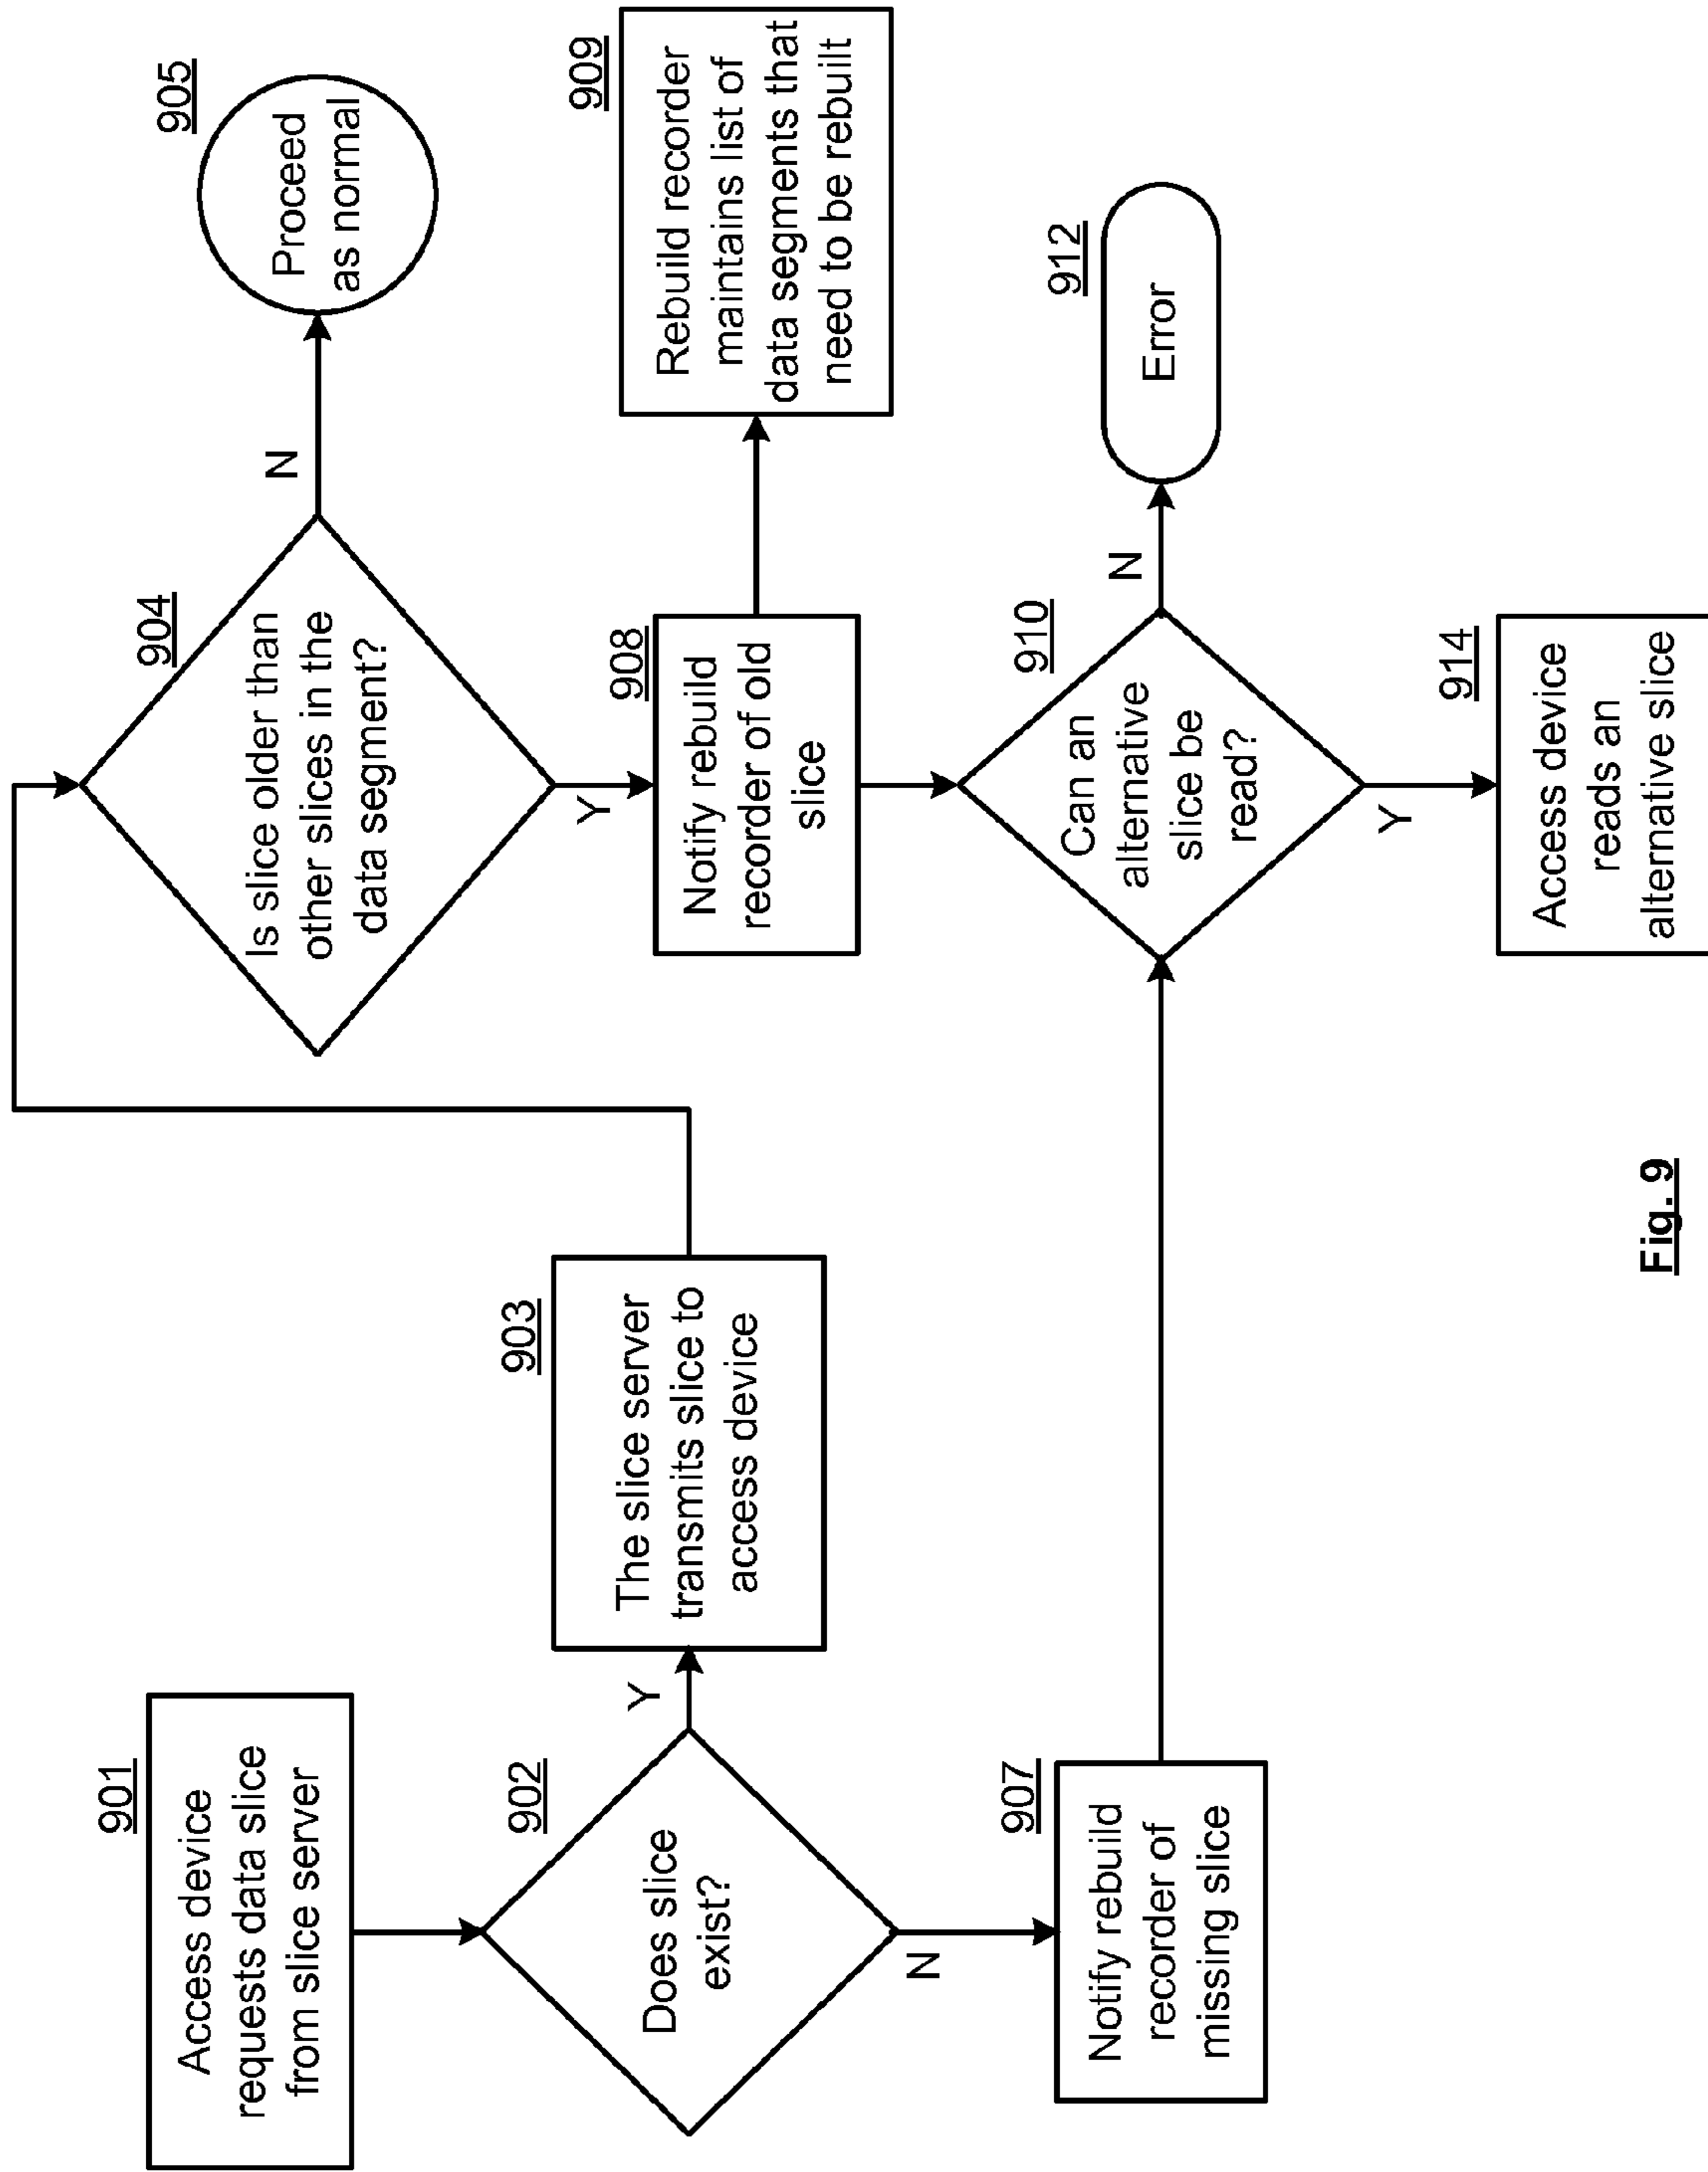 901
Access device
requests data slice
from slice server
902
Does slice
exist?
Y
N
903
The slice server
transmits slice to
access device
907
Notify rebuild
recorder of
missing slice
904
Is slice older than
other slices in the
data segment?
N
Y
905
Proceed
as normal
908
Notify rebuild
recorder of old
slice
909
Rebuild recorder
maintains list of
data segments that
need to be rebuilt
910
Can an
alternative
slice be
read?
N
Y
912
Error
914
Access device
reads an
alternative slice
Fig. 9